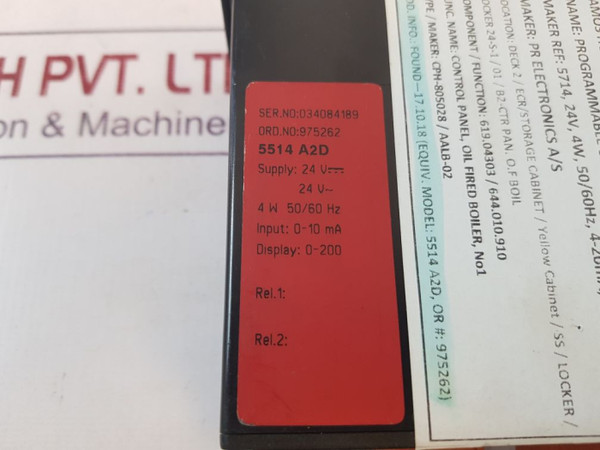 H PVT. LT
on & Machine
SER.NO:034084189
ORD.NO:975262
5514 A2D
Supply: 24 V
24 V~
4 W 50/60 Hz
Input: 0-10 mA
Display: 0-200
Rel.1:
Rel.2:
NAME: PROGRAMMABLE
MAKER REF: 5714, 24V, 4W, 50/60Hz, 4-20mA,
MAKER: PR ELECTRONICS A/S
LOCATION: DECK 2 / ECR/STORAGE CABINET / Yellow Cabinet / SS / LOCKER /
LOCKER 24-S-1 / 01 / B2:CTR PAN: O.F BOIL
COMPONENT / FUNCTION: 619.04303 / 644.010.910
FUNC. NAME: CONTROL PANEL, OIL FIRED BOILER, No1
TYPE / MAKER: CPH-805028 / AALB-02
OD. INFO.: FOUND-17.10.18 (EQUIV. MODEL: 5514 A2D, OR #: 975262)